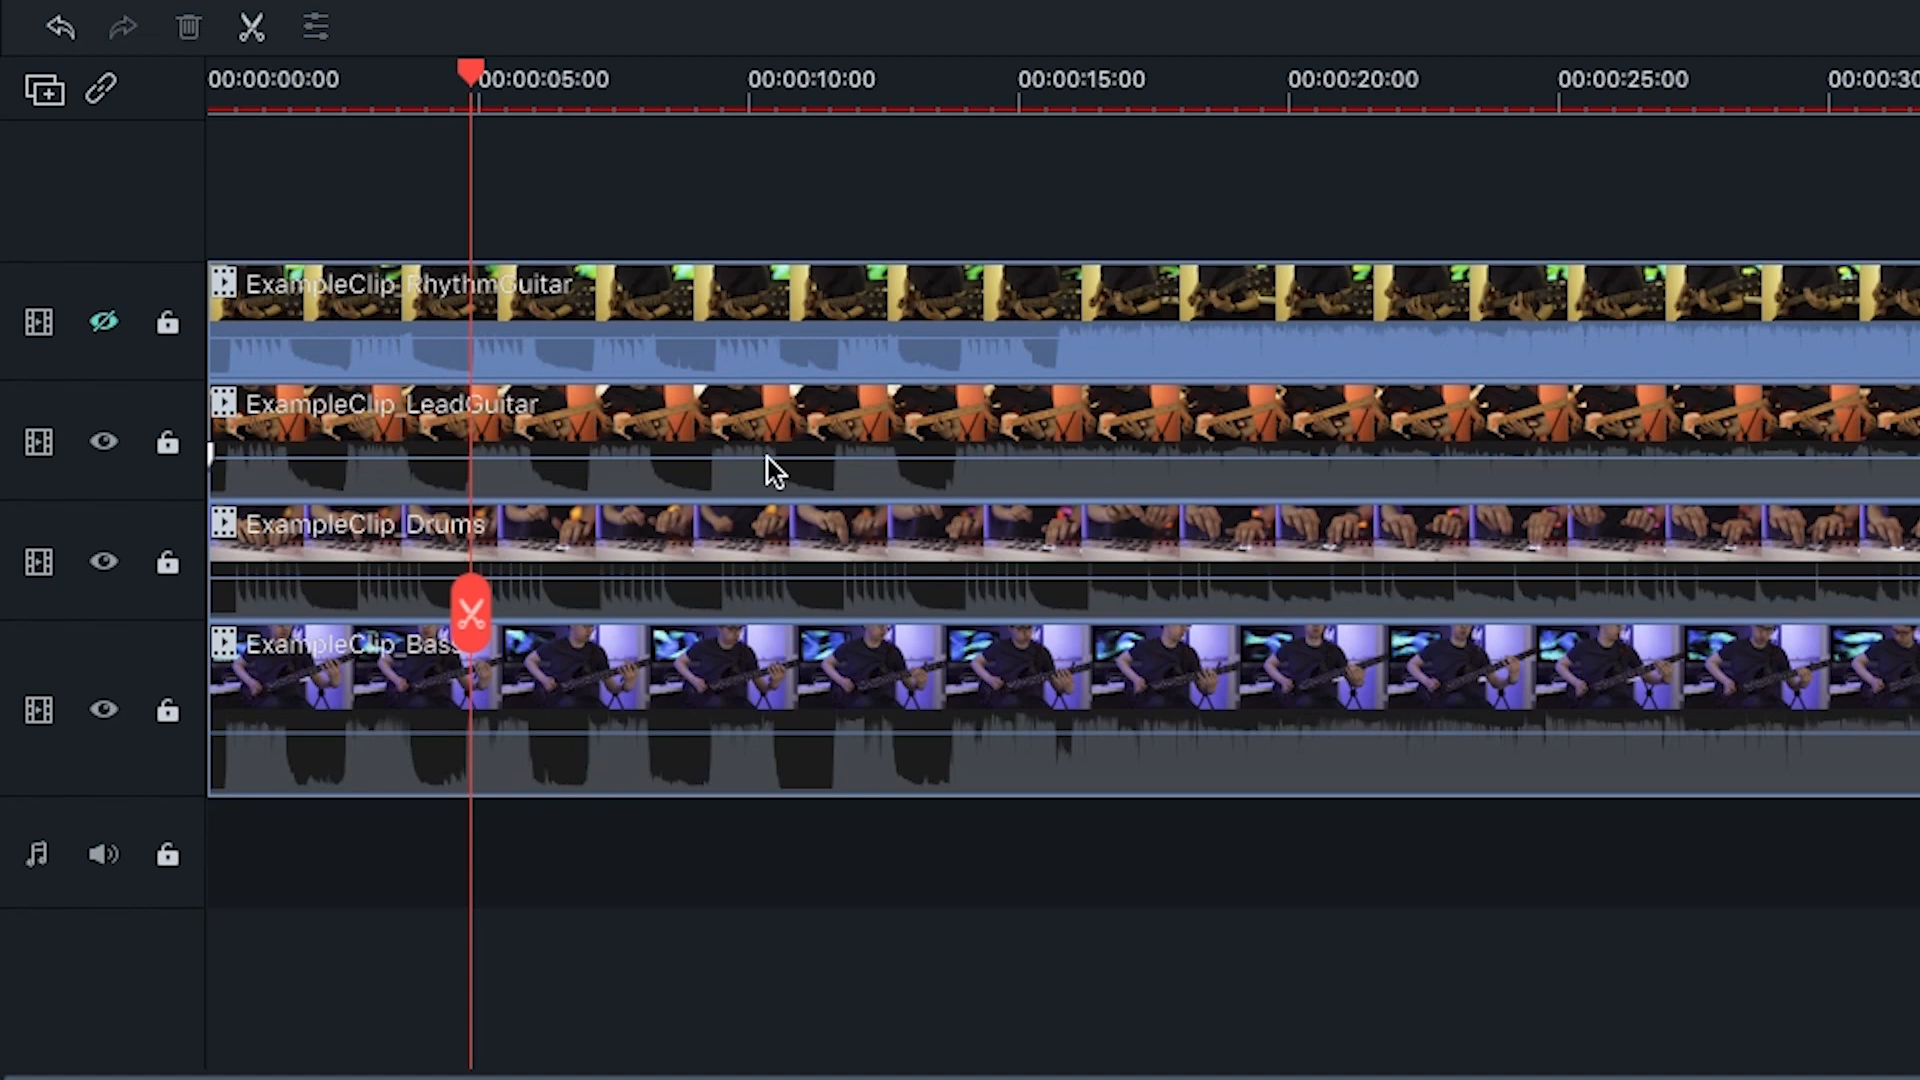 00:00:00:00 00:00:05:00 00:00:10:00 00:00:15:00 00:00:20:00 00:00:25:00 00:00:30
ExampleClip_RhythmGuitar
ExampleClip_LeadGuitar
ExampleClip_Drums
ExampleClip_Bass